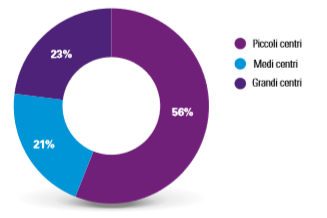 23%
56%
21%
Piccoli centri
Medi centri
Grandi centri